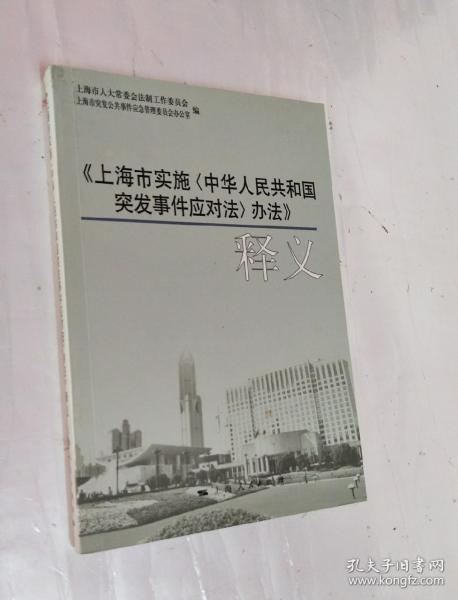 上海市人大常委会法制工作委员会
上海市突发公共事件应急管理委员会办公室 编
《上海市实施〈中华人民共和国
突发事件应对法〉办法》
释义
孔夫子旧书网
www.kongfz.com